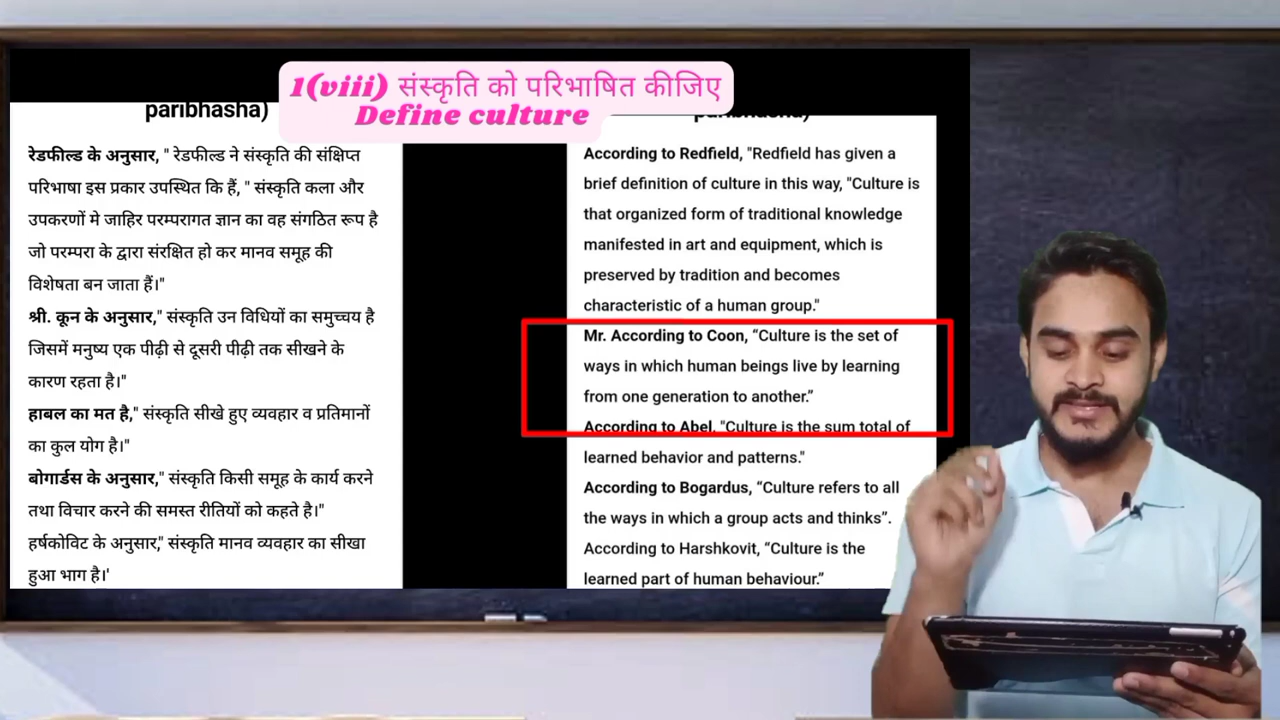 1(viii) संस्कृति को परिभाषित कीजिए
Define culture
paribhasha)
रेडफील्ड के अनुसार, " रेडफील्ड ने संस्कृति की संक्षिप्त
परिभाषा इस प्रकार उपस्थित कि हैं, " संस्कृति कला और
उपकरणों मे जाहिर परम्परागत ज्ञान का वह संगठित रूप है
जो परम्परा के द्वारा संरक्षित हो कर मानव समूह की
विशेषता बन जाता हैं।"
श्री. कून के अनुसार," संस्कृति उन विधियों का समुच्चय है
जिसमें मनुष्य एक पीढ़ी से दूसरी पीढ़ी तक सीखने के
कारण रहता है।"
हाबल का मत है," संस्कृति सीखे हुए व्यवहार व प्रतिमानों
का कुल योग है।"
बोगार्डस के अनुसार," संस्कृति किसी समूह के कार्य करने
तथा विचार करने की समस्त रीतियों को कहते है।"
हर्षकोविट के अनुसार," संस्कृति मानव व्यवहार का सीखा
हुआ भाग है।'
paribhasha)
According to Redfield, "Redfield has given a
brief definition of culture in this way, "Culture is
that organized form of traditional knowledge
manifested in art and equipment, which is
preserved by tradition and becomes
characteristic of a human group."
Mr. According to Coon, “Culture is the set of
ways in which human beings live by learning
from one generation to another.”
According to Abel, "Culture is the sum total of
learned behavior and patterns."
According to Bogardus, “Culture refers to all
the ways in which a group acts and thinks”.
According to Harshkovit, “Culture is the
learned part of human behaviour.”